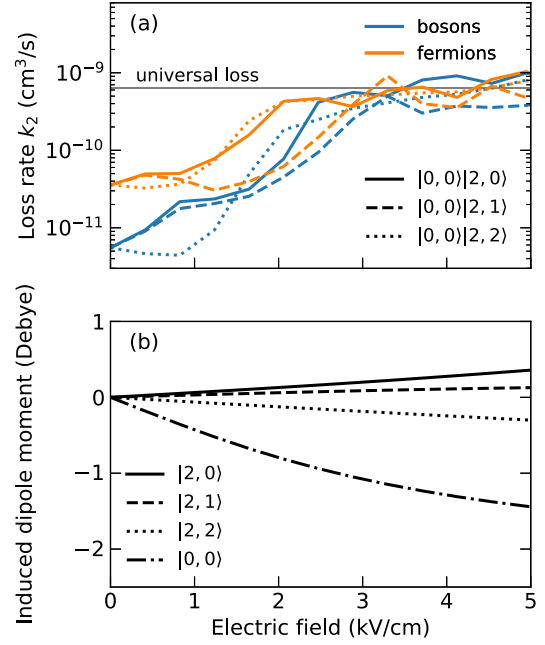 (a)
bosons
fermions
universal loss
10⁻⁹
10⁻¹⁰
10⁻¹¹
Loss rate k₂ (cm³/s)
|0, 0⟩|2, 0⟩
|0, 0⟩|2, 1⟩
|0, 0⟩|2, 2⟩
(b)
1
0
−1
−2
Induced dipole moment (Debye)
|2, 0⟩
|2, 1⟩
|2, 2⟩
|0, 0⟩
0 1 2 3 4 5
Electric field (kV/cm)